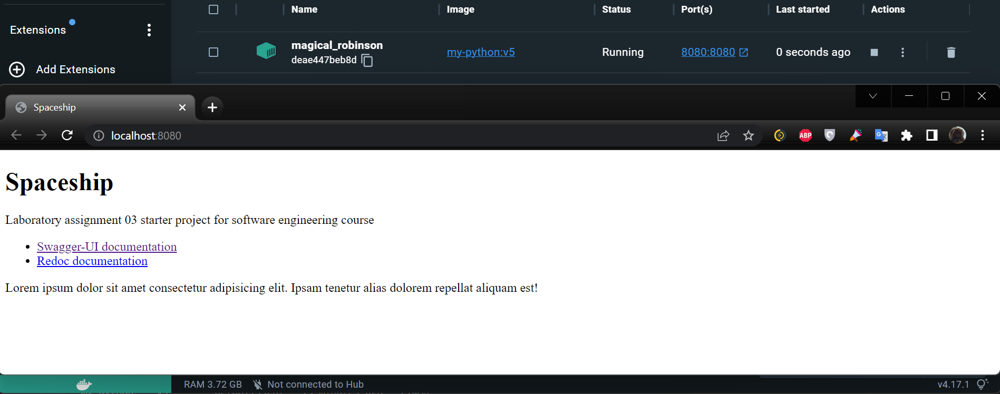 Name Image Status Port(s) Last started Actions
Extensions
magical_robinson
my-python:v5 Running 8080:8080 0 seconds ago
deae447beb8d
Add Extensions
Spaceship
localhost:8080
ABP
G
Spaceship
Laboratory assignment 03 starter project for software engineering course
Swagger-UI documentation
Redoc documentation
Lorem ipsum dolor sit amet consectetur adipisicing elit. Ipsam tenetur alias dolorem repellat aliquam est!
RAM 3.72 GB Not connected to Hub v4.17.1